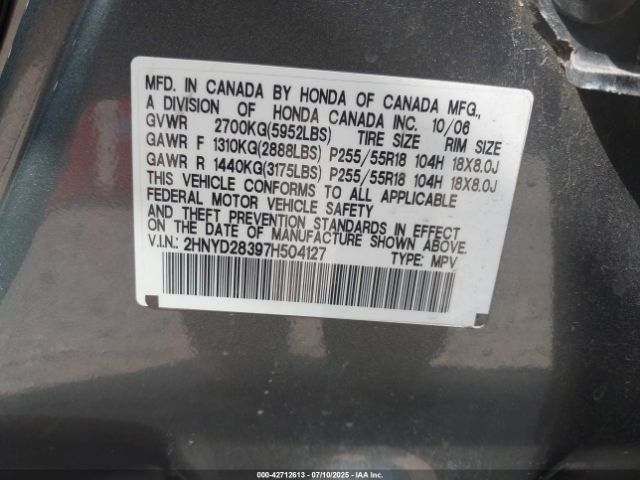 MFD. IN CANADA BY HONDA OF CANADA MFG.,
A DIVISION OF HONDA CANADA INC. 10/06
GVWR 2700KG(5952LBS) TIRE SIZE RIM SIZE
GAWR F 1310KG(2888LBS) P255/55R18 104H 18X8.0J
GAWR R 1440KG(3175LBS) P255/55R18 104H 18X8.0J
THIS VEHICLE CONFORMS TO ALL APPLICABLE
FEDERAL MOTOR VEHICLE SAFETY
AND THEFT PREVENTION STANDARDS IN EFFECT
ON THE DATE OF MANUFACTURE SHOWN ABOVE.
V.I.N.: 2HNYD28397H504127 TYPE: MPV
000-42712613 - 07/10/2025 - IAAI.COM